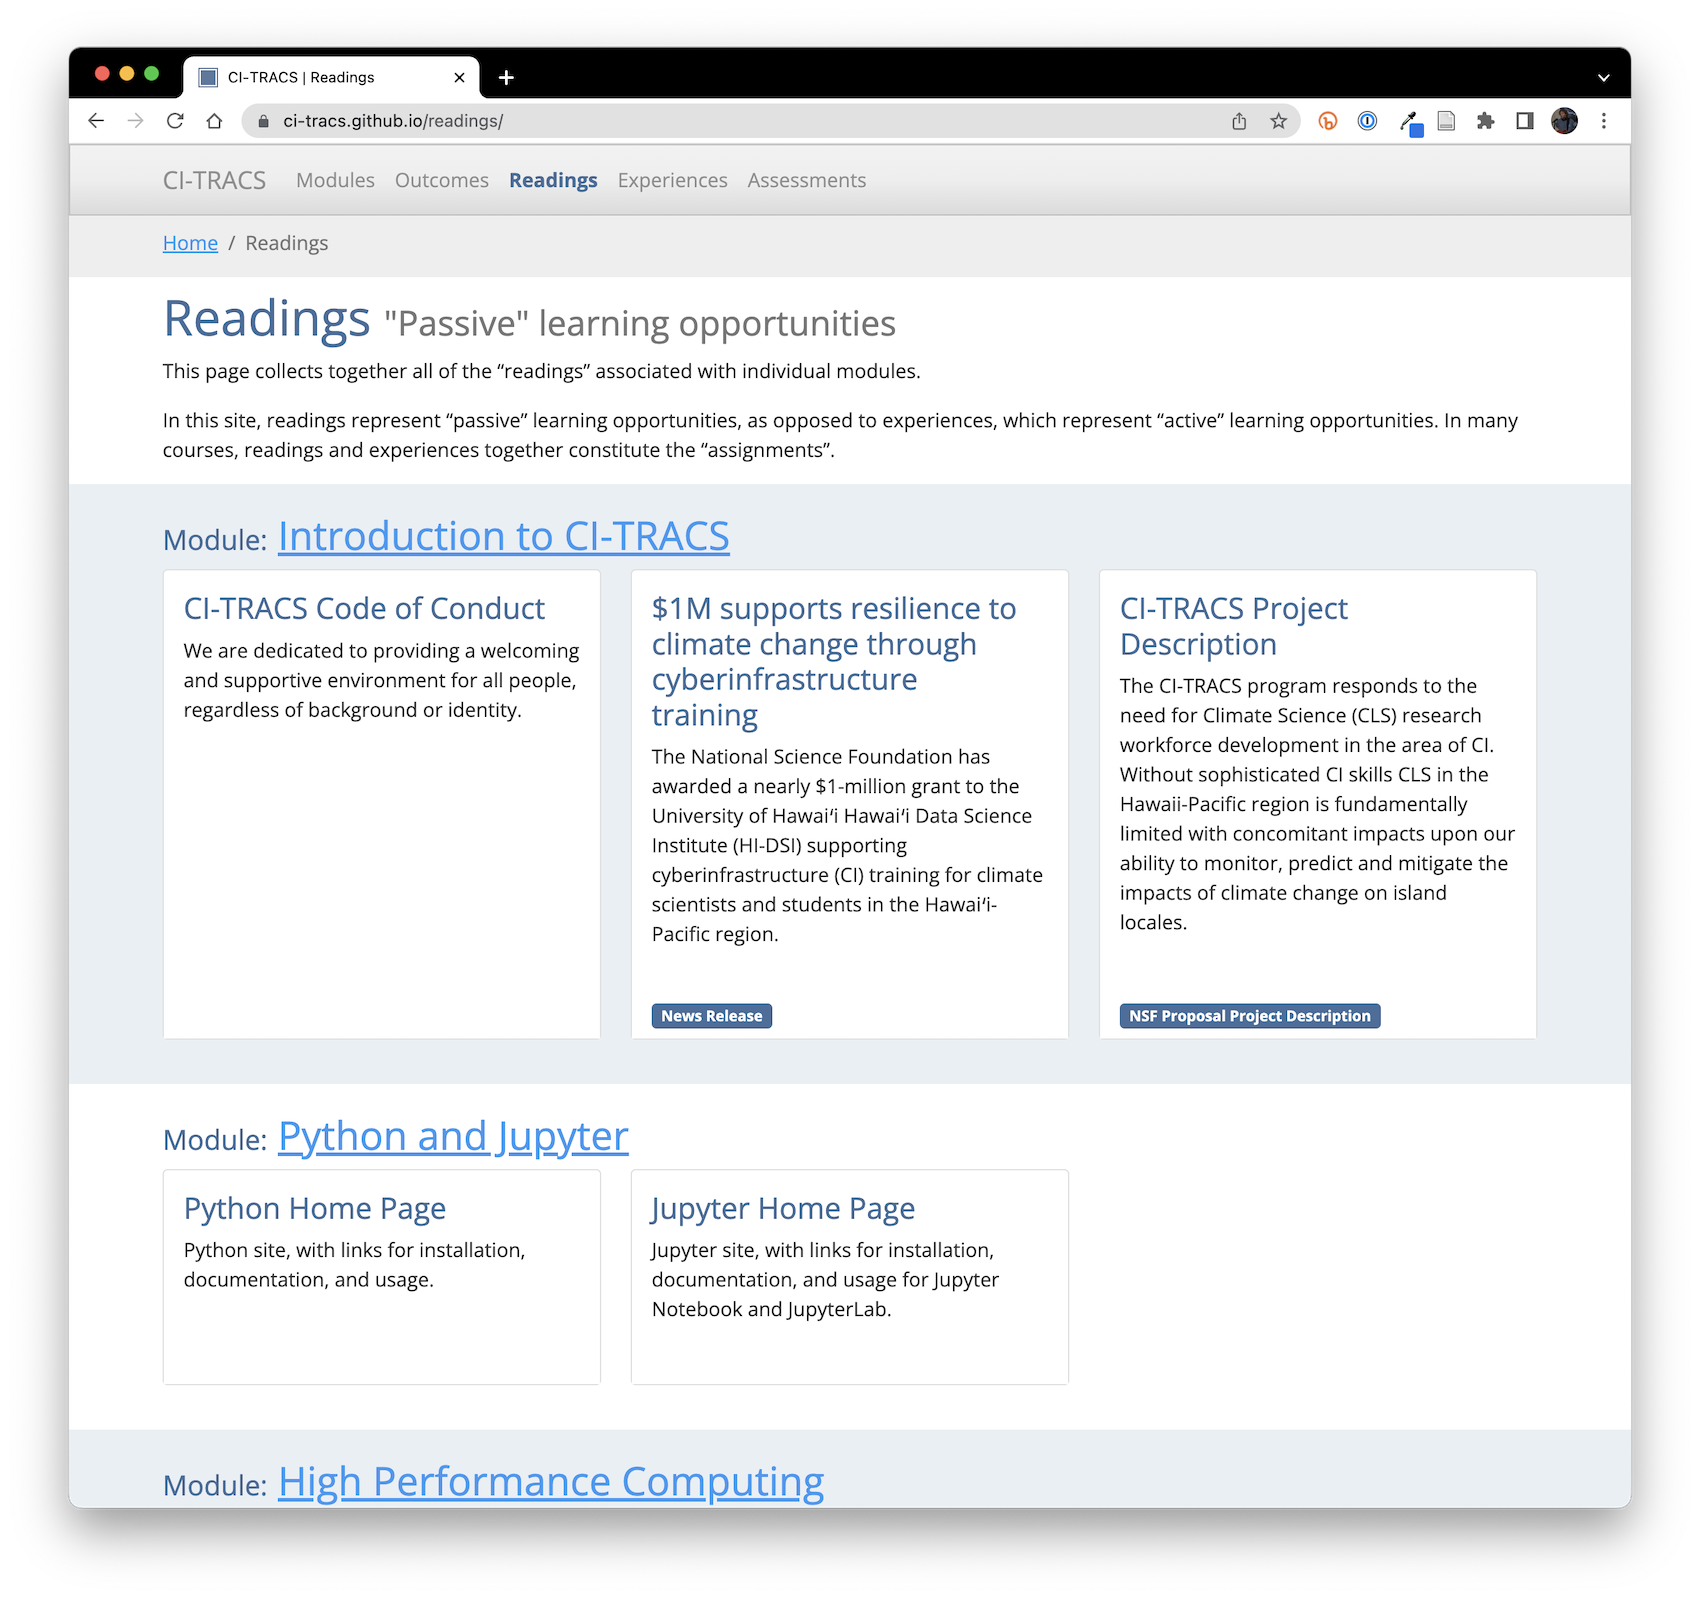 CI-TRACS | Readings
ci-tracs.github.io/readings/
CI-TRACS Modules Outcomes Readings Experiences Assessments
Home / Readings
Readings "Passive" learning opportunities
This page collects together all of the “readings” associated with individual modules.
In this site, readings represent “passive” learning opportunities, as opposed to experiences, which represent “active” learning opportunities. In many
courses, readings and experiences together constitute the “assignments”.
Module: Introduction to CI-TRACS
CI-TRACS Code of Conduct
We are dedicated to providing a welcoming
and supportive environment for all people,
regardless of background or identity.
$1M supports resilience to
climate change through
cyberinfrastructure
training
The National Science Foundation has
awarded a nearly $1-million grant to the
University of Hawaiʻi Hawaiʻi Data Science
Institute (HI-DSI) supporting
cyberinfrastructure (CI) training for climate
scientists and students in the Hawaiʻi-
Pacific region.
News Release
CI-TRACS Project
Description
The CI-TRACS program responds to the
need for Climate Science (CLS) research
workforce development in the area of CI.
Without sophisticated CI skills CLS in the
Hawaii-Pacific region is fundamentally
limited with concomitant impacts upon our
ability to monitor, predict and mitigate the
impacts of climate change on island
locales.
NSF Proposal Project Description
Module: Python and Jupyter
Python Home Page
Python site, with links for installation,
documentation, and usage.
Jupyter Home Page
Jupyter site, with links for installation,
documentation, and usage for Jupyter
Notebook and JupyterLab.
Module: High Performance Computing